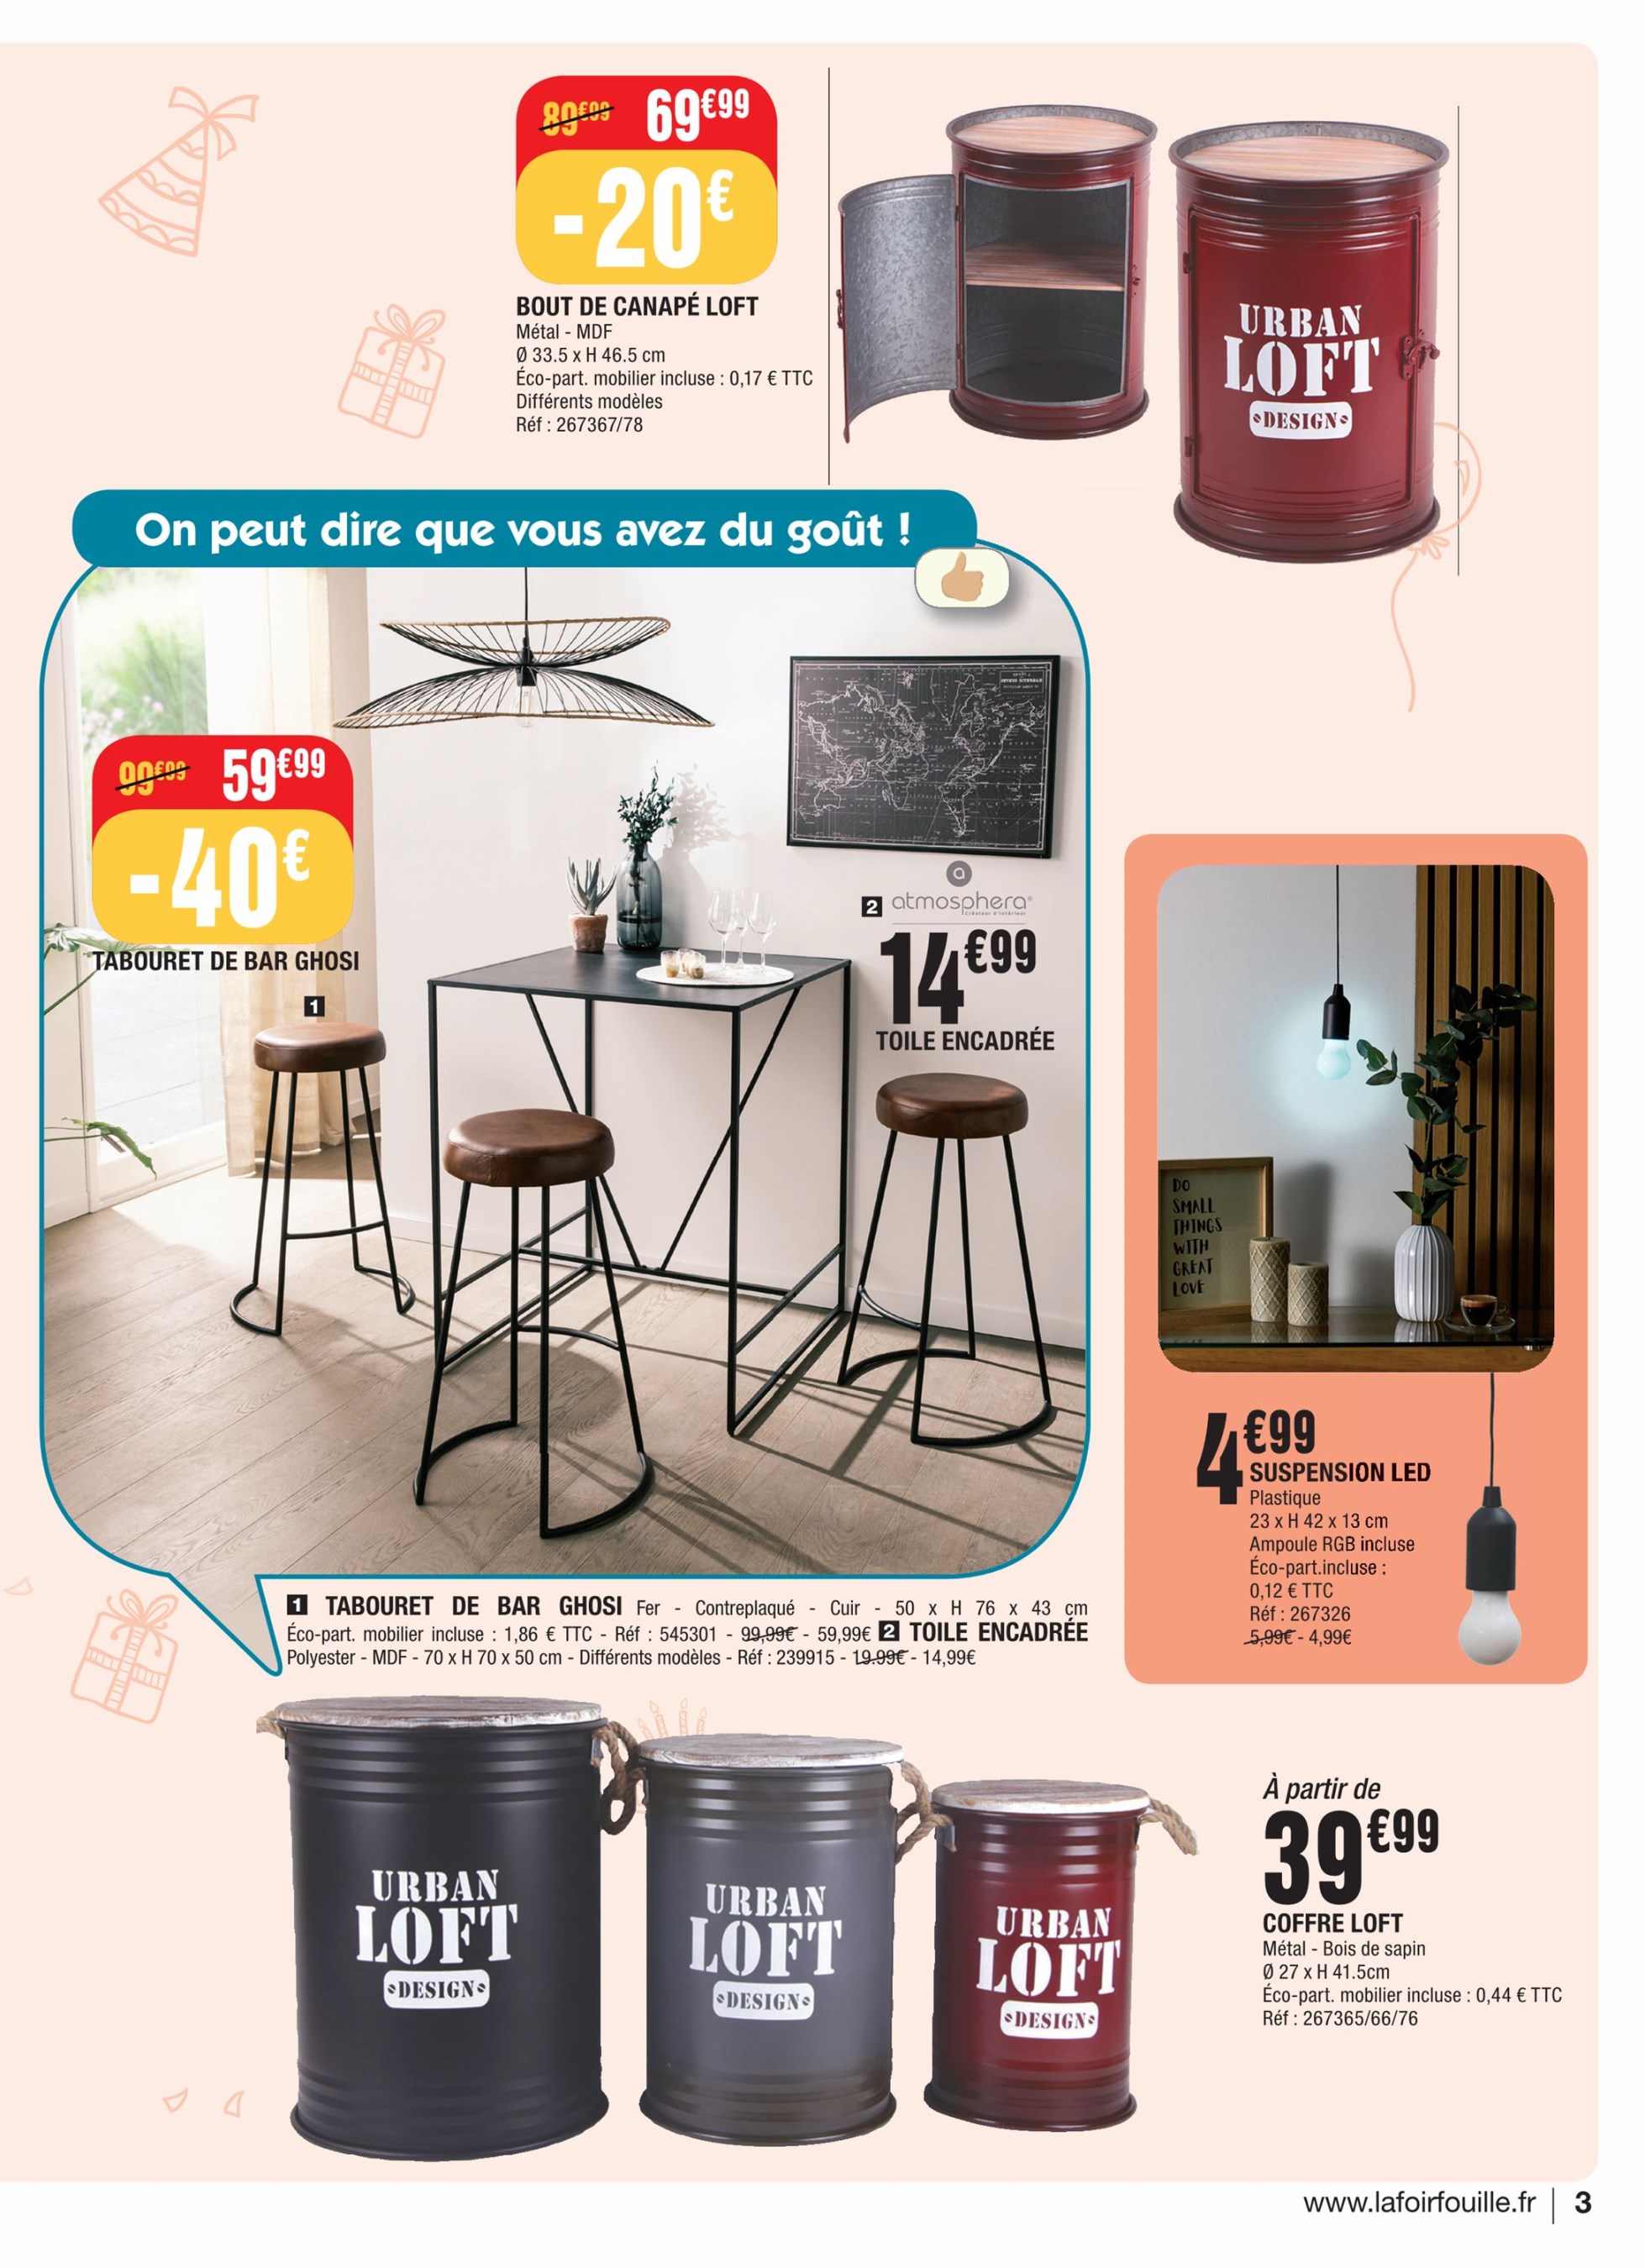 89€99 69€99
-20€
BOUT DE CANAPÉ LOFT
Métal - MDF
Ø 33.5 x H 46.5 cm
Éco-part. mobilier incluse : 0,17 € TTC
Différents modèles
Réf : 267367/78
URBAN
LOFT
DESIGN
On peut dire que vous avez du goût !
99€99 59€99
-40€
TABOURET DE BAR GHOSI
1
a
2 atmosphera
Créateur d'intérieur
14€99
TOILE ENCADRÉE
DO
SMALL
THINGS
WITH
GREAT
LOVE
4€99
SUSPENSION LED
Plastique
23 x H 42 x 13 cm
Ampoule RGB incluse
Éco-part.incluse :
0,12 € TTC
Réf : 267326
5,99€ - 4,99€
1 TABOURET DE BAR GHOSI Fer - Contreplaqué - Cuir - 50 x H 76 x 43 cm
Éco-part. mobilier incluse : 1,86 € TTC - Réf : 545301 - 99,99€ - 59,99€ 2 TOILE ENCADRÉE
Polyester - MDF - 70 x H 70 x 50 cm - Différents modèles - Réf : 239915 - 19.99€ - 14,99€
URBAN
LOFT
DESIGN
URBAN
LOFT
DESIGN
URBAN
LOFT
DESIGN
À partir de
39€99
COFFRE LOFT
Métal - Bois de sapin
Ø 27 x H 41.5cm
Éco-part. mobilier incluse : 0,44 € TTC
Réf : 267365/66/76
www.lafoirfouille.fr | 3